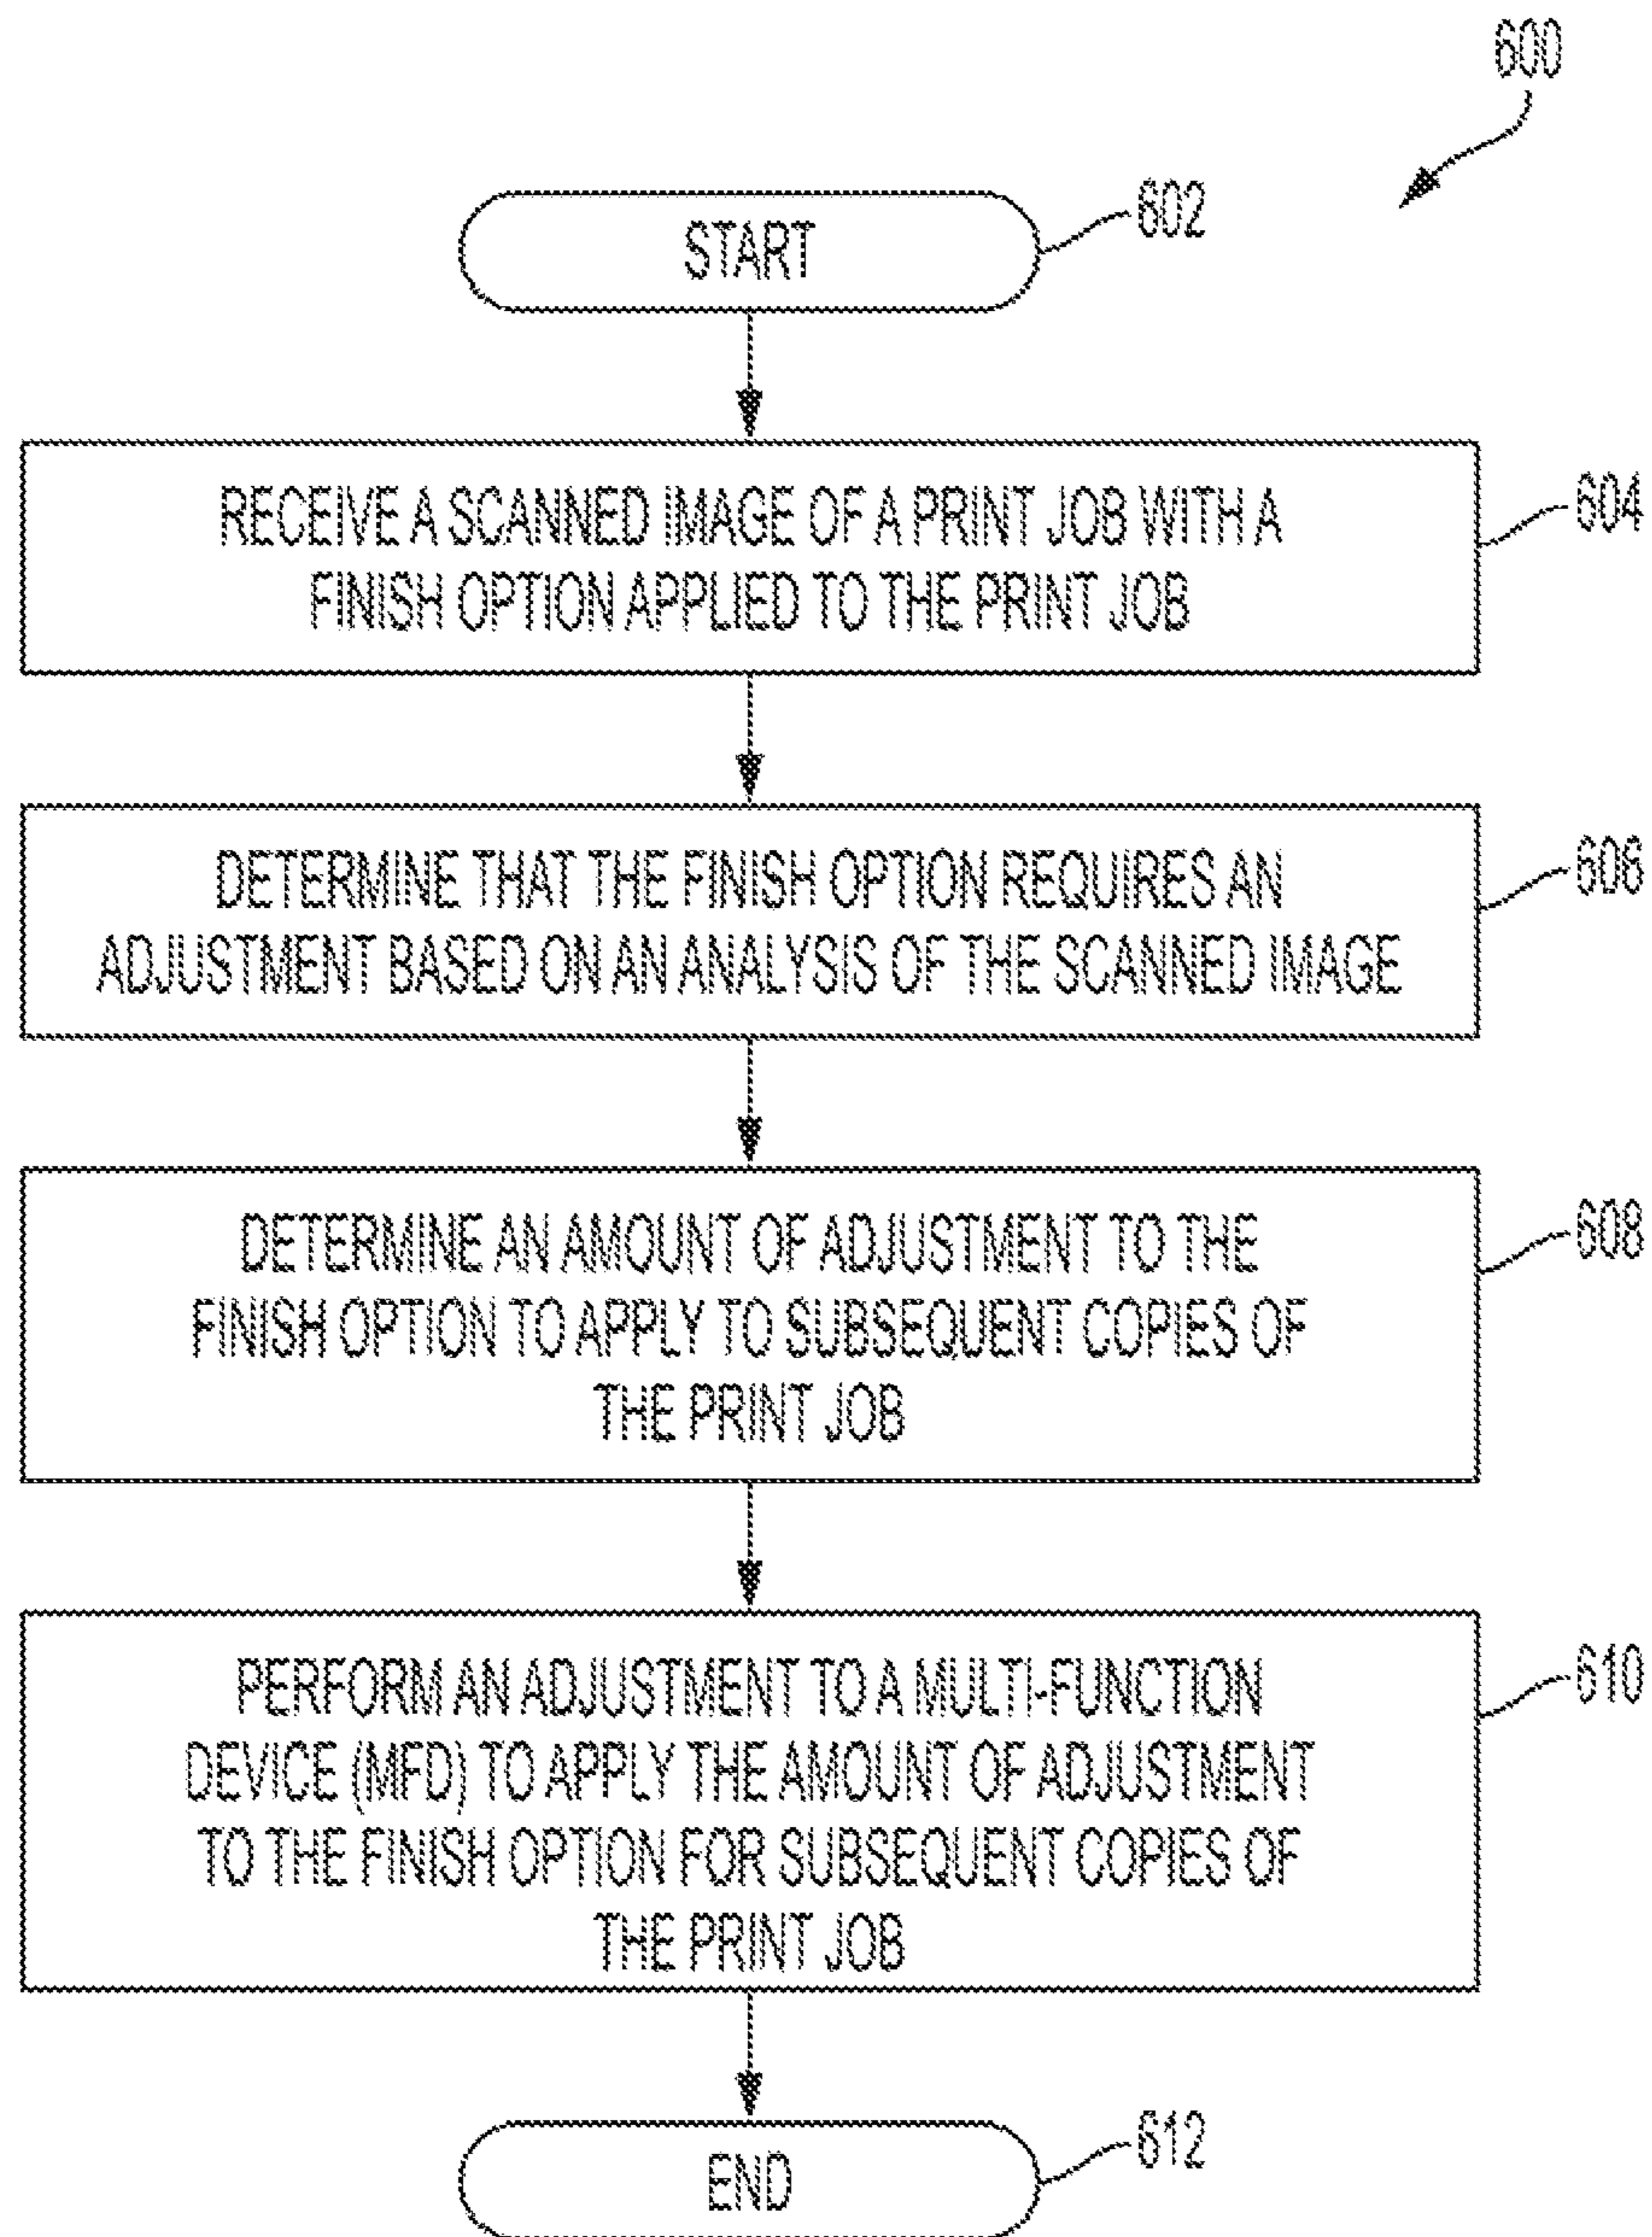 600
START
602
RECEIVE A SCANNED IMAGE OF A PRINT JOB WITH A
FINISH OPTION APPLIED TO THE PRINT JOB
604
DETERMINE THAT THE FINISH OPTION REQUIRES AN
ADJUSTMENT BASED ON AN ANALYSIS OF THE SCANNED IMAGE
606
DETERMINE AN AMOUNT OF ADJUSTMENT TO THE
FINISH OPTION TO APPLY TO SUBSEQUENT COPIES OF
THE PRINT JOB
608
PERFORM AN ADJUSTMENT TO A MULTI-FUNCTION
DEVICE (MFD) TO APPLY THE AMOUNT OF ADJUSTMENT
TO THE FINISH OPTION FOR SUBSEQUENT COPIES OF
THE PRINT JOB
610
END
612